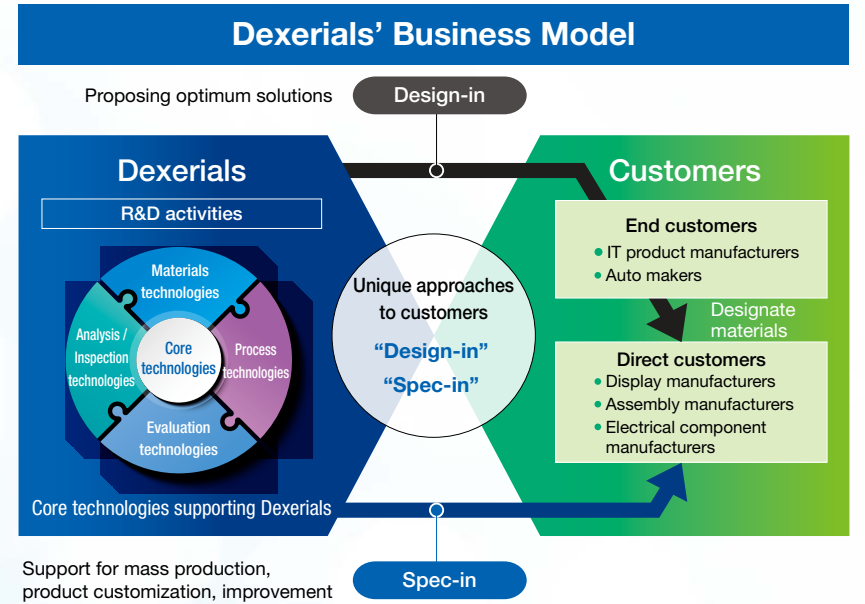 Dexerials’ Business Model
Proposing optimum solutions
Design-in
Dexerials
R&D activities
Materials
technologies
Analysis /
Inspection
technologies
Core
technologies
Process
technologies
Evaluation
technologies
Core technologies supporting Dexerials
Unique approaches
to customers
“Design-in”
“Spec-in”
Customers
End customers
• IT product manufacturers
• Auto makers
Designate
materials
Direct customers
• Display manufacturers
• Assembly manufacturers
• Electrical component
manufacturers
Support for mass production,
product customization, improvement
Spec-in